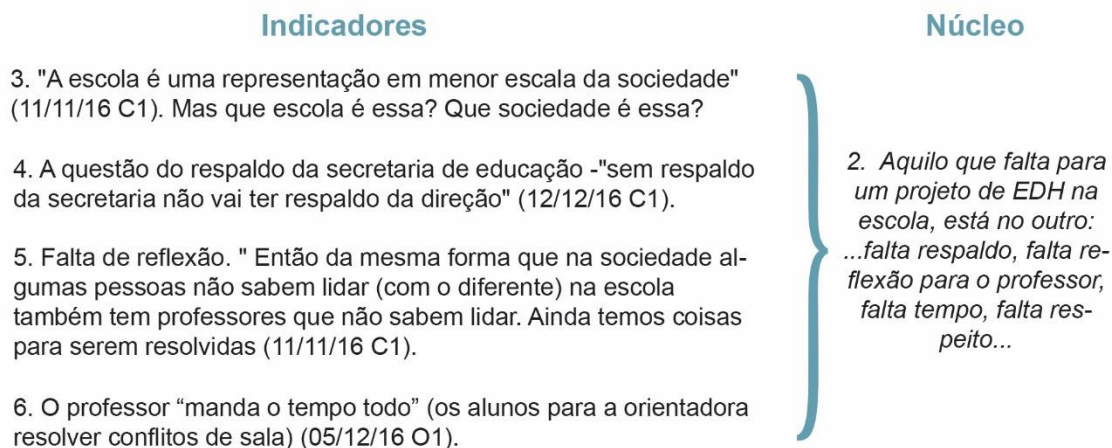 Indicadores
Núcleo
3. "A escola é uma representação em menor escala da sociedade"
(11/11/16 C1). Mas que escola é essa? Que sociedade é essa?
4. A questão do respaldo da secretaria de educação -"sem respaldo
da secretaria não vai ter respaldo da direção" (12/12/16 C1).
5. Falta de reflexão. " Então da mesma forma que na sociedade al-
gumas pessoas não sabem lidar (com o diferente) na escola
também tem professores que não sabem lidar. Ainda temos coisas
para serem resolvidas (11/11/16 C1).
6. O professor “manda o tempo todo” (os alunos para a orientadora
resolver conflitos de sala) (05/12/16 O1).
2. Aquilo que falta para
um projeto de EDH na
escola, está no outro:
...falta respaldo, falta re-
flexão para o professor,
falta tempo, falta res-
peito...